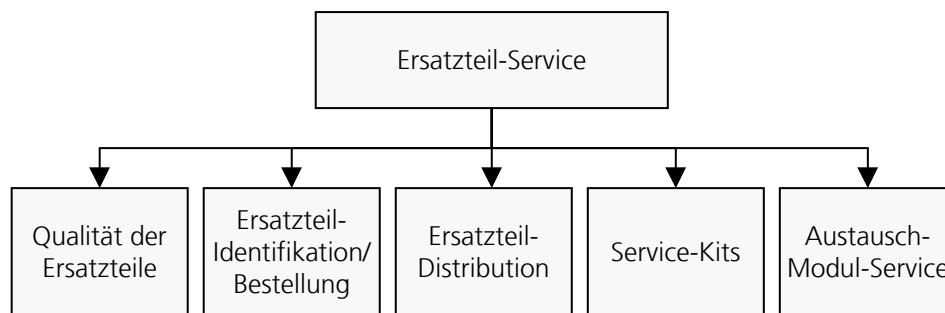 Ersatzteil-Service
Qualität der
Ersatzteile
Ersatzteil-
Identifikation/
Bestellung
Ersatzteil-
Distribution
Service-Kits
Austausch-
Modul-Service